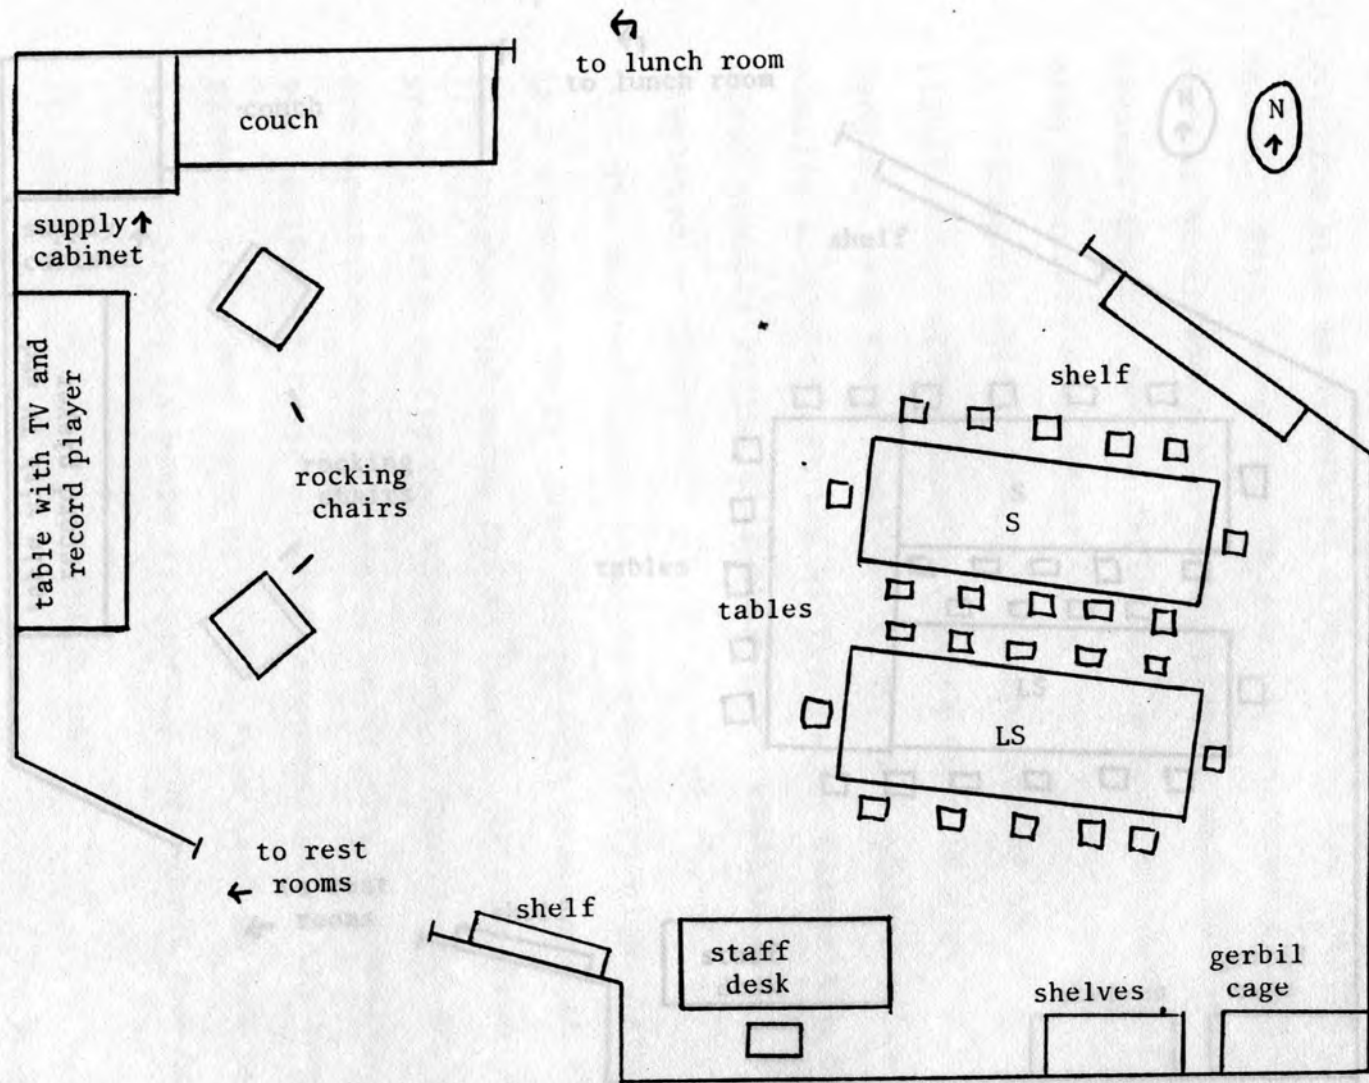 to lunch room
N
couch
supply
cabinet
shelf
table with TV and
record player
rocking
chairs
S
tables
LS
to rest
rooms
shelf
staff
desk
shelves
gerbil
cage